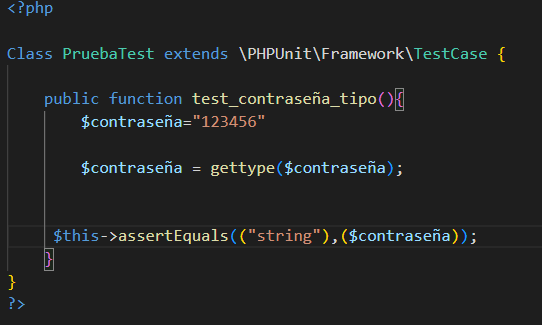 <?php
Class PruebaTest extends \PHPUnit\Framework\TestCase {
public function test_contraseña_tipo(){
$contraseña="123456"
$contraseña = gettype($contraseña);
$this->assertEquals(("string"),($contraseña));
}
}
?>